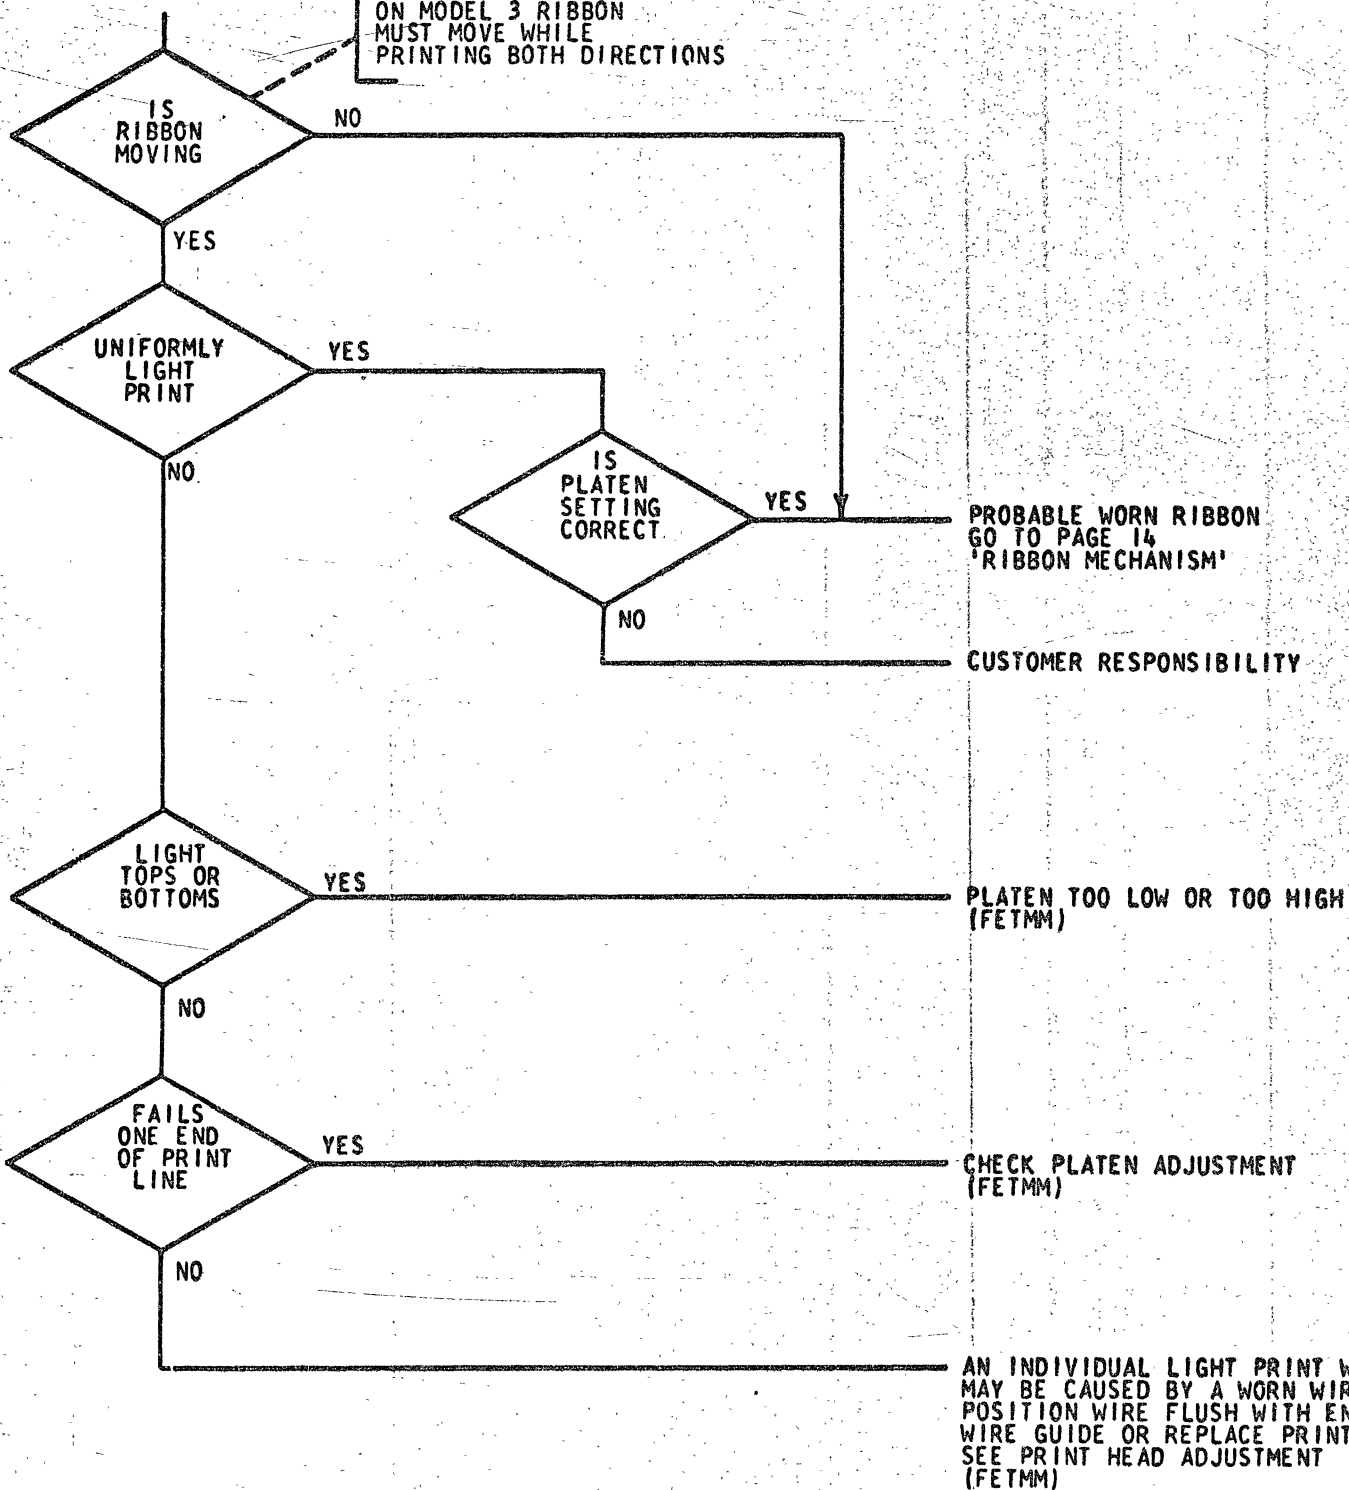 ON MODEL 3 RIBBON
MUST MOVE WHILE
PRINTING BOTH DIRECTIONS
IS
RIBBON
MOVING
NO
YES
UNIFORMLY
LIGHT
PRINT
YES
NO
IS
PLATEN
SETTING
CORRECT
YES
PROBABLE WORN RIBBON
GO TO PAGE 14
'RIBBON MECHANISM'
NO
CUSTOMER RESPONSIBILITY
LIGHT
TOPS OR
BOTTOMS
YES
PLATEN TOO LOW OR TOO HIGH
(FETMM)
NO
FAILS
ONE END
OF PRINT
LINE
YES
CHECK PLATEN ADJUSTMENT
(FETMM)
NO
AN INDIVIDUAL LIGHT PRINT
MAY BE CAUSED BY A WORN
POSITION WIRE FLUSH WITH
WIRE GUIDE OR REPLACE PRINT
SEE PRINT HEAD ADJUSTMENT
(FETMM)